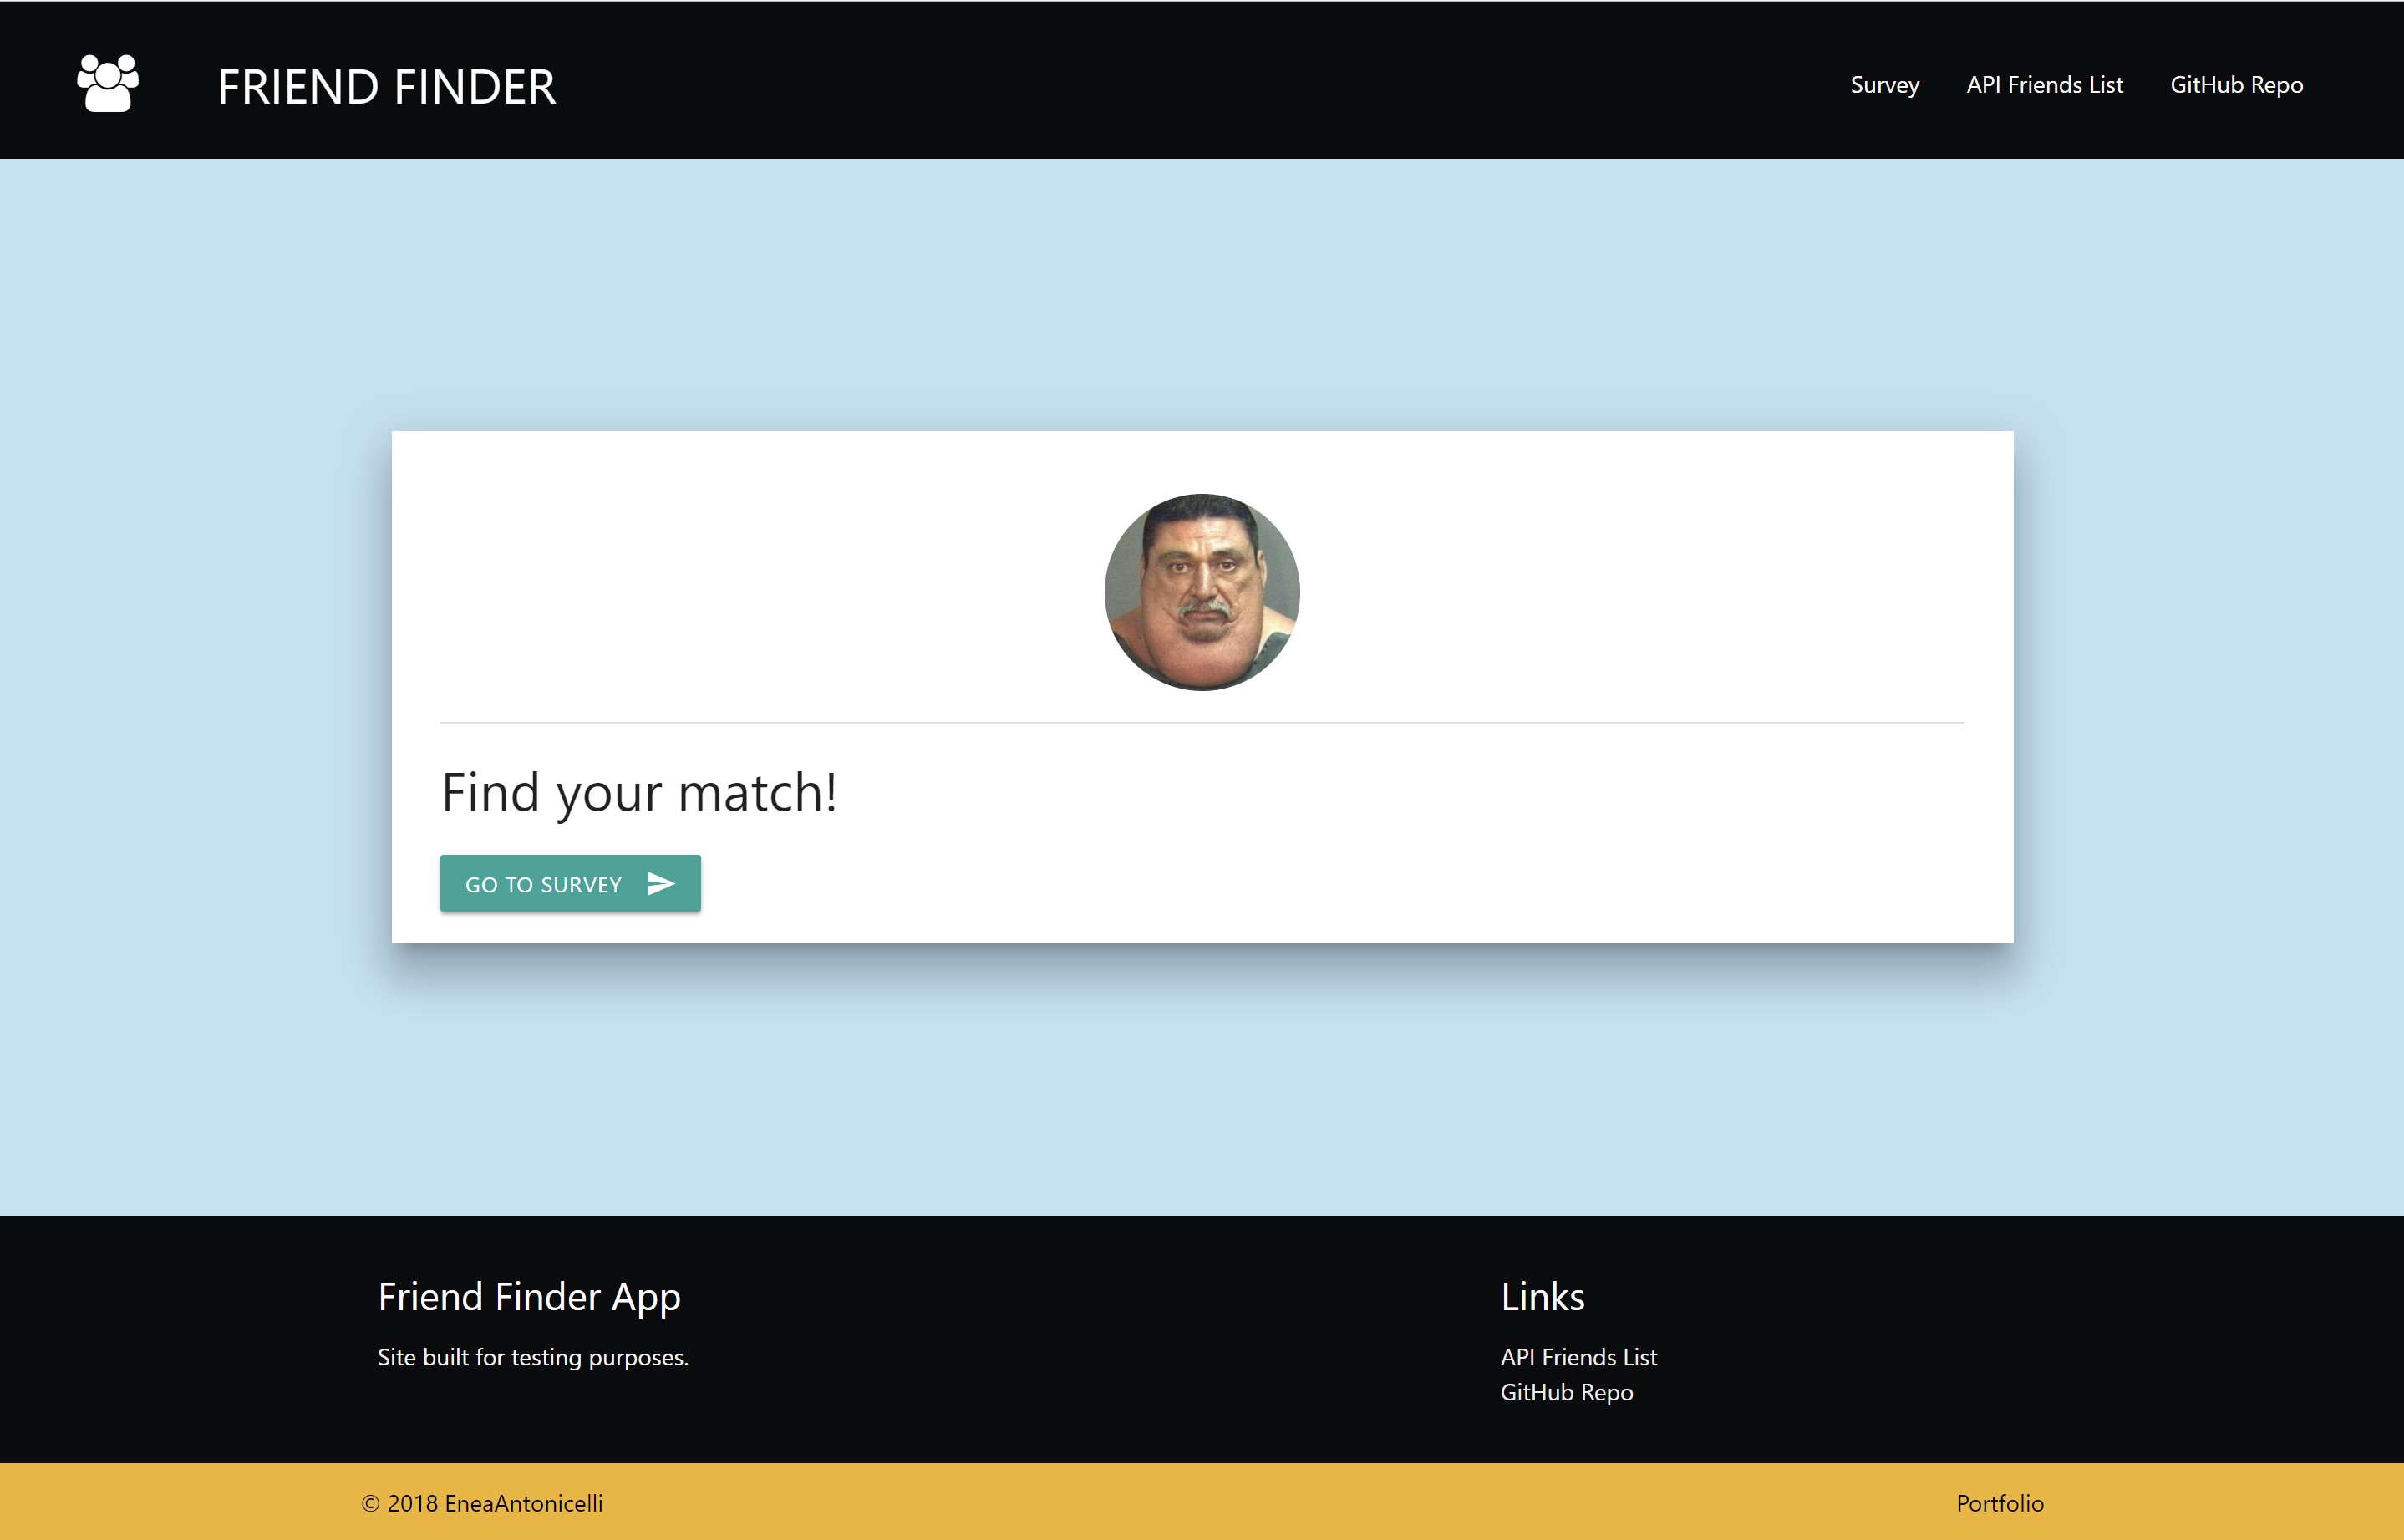 FRIEND FINDER
Survey
API Friends List
GitHub Repo
Find your match!
GO TO SURVEY
Friend Finder App
Site built for testing purposes.
Links
API Friends List
GitHub Repo
© 2018 EneaAntonicelli
Portfolio